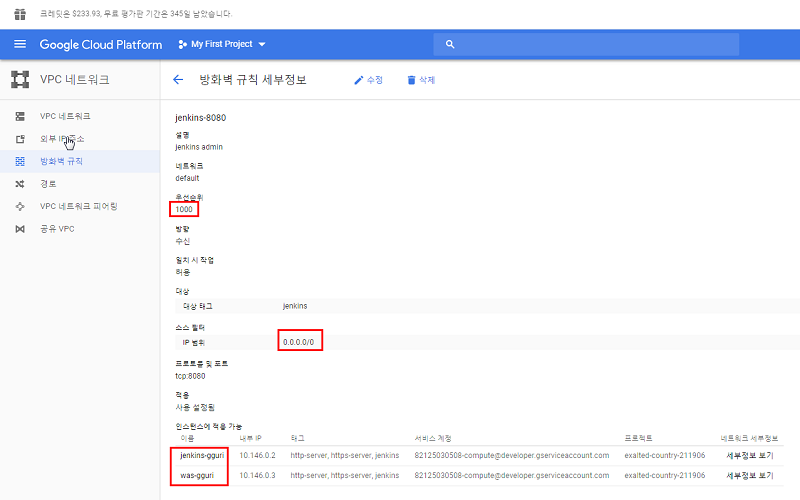 크레딧은 $233.93, 무료 평가판 기간은 345일 남았습니다.
Google Cloud Platform My First Project
VPC 네트워크
방화벽 규칙 세부정보 수정 삭제
VPC 네트워크
외부 IP 주소
방화벽 규칙
경로
VPC 네트워크 피어링
공유 VPC
jenkins-8080
설명
jenkins admin
네트워크
default
우선순위
1000
방향
수신
일치 시 작업
허용
대상
대상 태그 jenkins
소스 필터
IP 범위 0.0.0.0/0
프로토콜 및 포트
tcp:8080
적용
사용 설정됨
인스턴스에 적용 가능
이름 내부 IP 태그 서비스 계정 프로젝트 네트워크 세부정보
jenkins-gguri 10.146.0.2 http-server, https-server, jenkins 82125030508-compute@developer.gserviceaccount.com exalted-country-211906 세부정보 보기
was-gguri 10.146.0.3 http-server, https-server, jenkins 82125030508-compute@developer.gserviceaccount.com exalted-country-211906 세부정보 보기